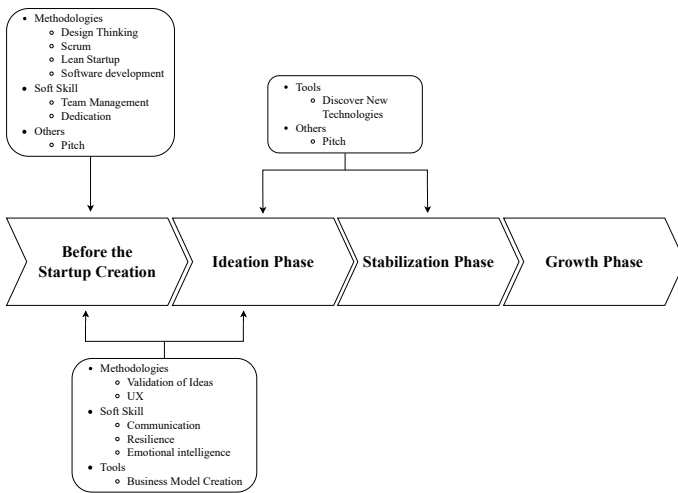 • Methodologies
○ Design Thinking
○ Scrum
○ Lean Startup
○ Software development
• Soft Skill
○ Team Management
○ Dedication
• Others
○ Pitch
• Tools
○ Discover New
Technologies
• Others
○ Pitch
Before the
Startup Creation
Ideation Phase
Stabilization Phase
Growth Phase
• Methodologies
○ Validation of Ideas
○ UX
• Soft Skill
○ Communication
○ Resilience
○ Emotional intelligence
• Tools
○ Business Model Creation